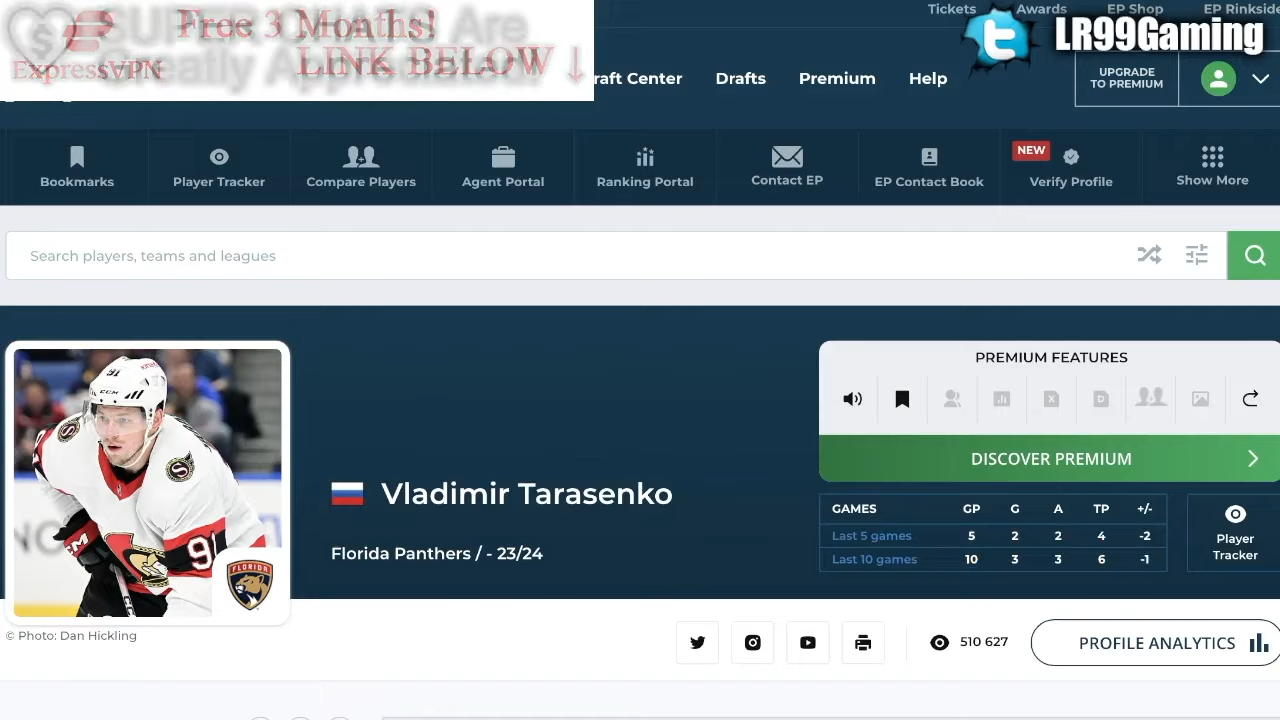 Tickets Awards EP Shop EP Rinkside
Free 3 Months!
LINK BELOW ↓
ExpressVPN
LR99Gaming
raft Center Drafts Premium Help
UPGRADE
TO PREMIUM
Bookmarks Player Tracker Compare Players Agent Portal Ranking Portal Contact EP EP Contact Book NEW Verify Profile Show More
Search players, teams and leagues
PREMIUM FEATURES
DISCOVER PREMIUM
Vladimir Tarasenko
Florida Panthers / - 23/24
GAMES GP G A TP +/-
Last 5 games 5 2 2 4 -2
Last 10 games 10 3 3 6 -1
Player
Tracker
91
CCM
91
FLORIDA
© Photo: Dan Hickling
510 627
PROFILE ANALYTICS